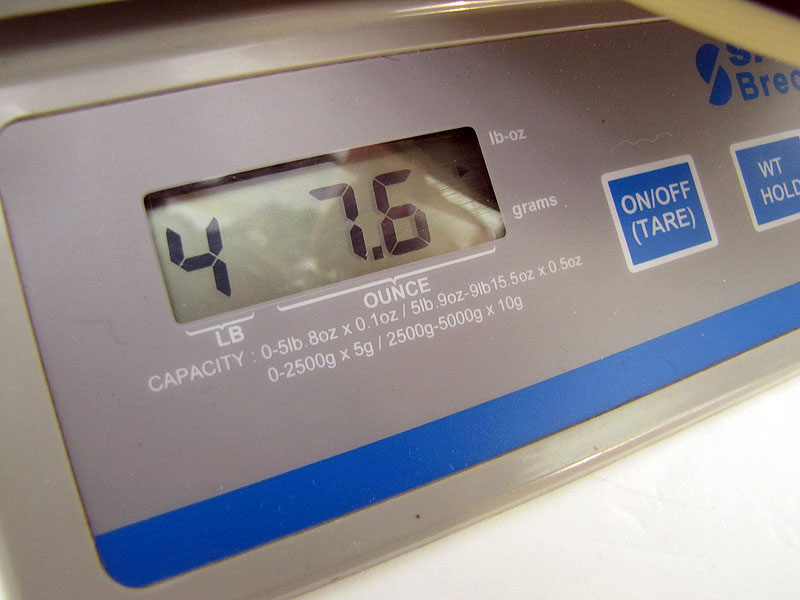 lb-oz
4 7.6
grams
LB
OUNCE
CAPACITY : 0-5lb.8oz x 0.1oz / 5lb.9oz-9lb15.5oz x 0.5oz
0-2500g x 5g / 2500g-5000g x 10g
ON/OFF
(TARE)
WT
HOLD